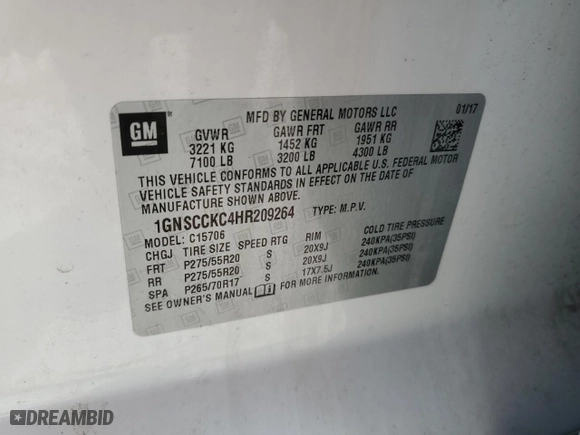 GM
MFD BY GENERAL MOTORS LLC 01/17
GVWR GAWR FRT GAWR RR
3221 KG 1452 KG 1951 KG
7100 LB 3200 LB 4300 LB
THIS VEHICLE CONFORMS TO ALL APPLICABLE U.S. FEDERAL MOTOR
VEHICLE SAFETY STANDARDS IN EFFECT ON THE DATE OF
MANUFACTURE SHOWN ABOVE.
1GNSCCKC4HR209264 TYPE: M.P.V.
MODEL: C15706
CHGJ TIRE SIZE SPEED RTG RIM COLD TIRE PRESSURE
FRT P275/55R20 S 20X9J 240KPA(35PSI)
RR P275/55R20 S 20X9J 240KPA(35PSI)
SPA P265/70R17 S 17X7.5J 240KPA(35PSI)
SEE OWNER'S MANUAL
DREAMBID